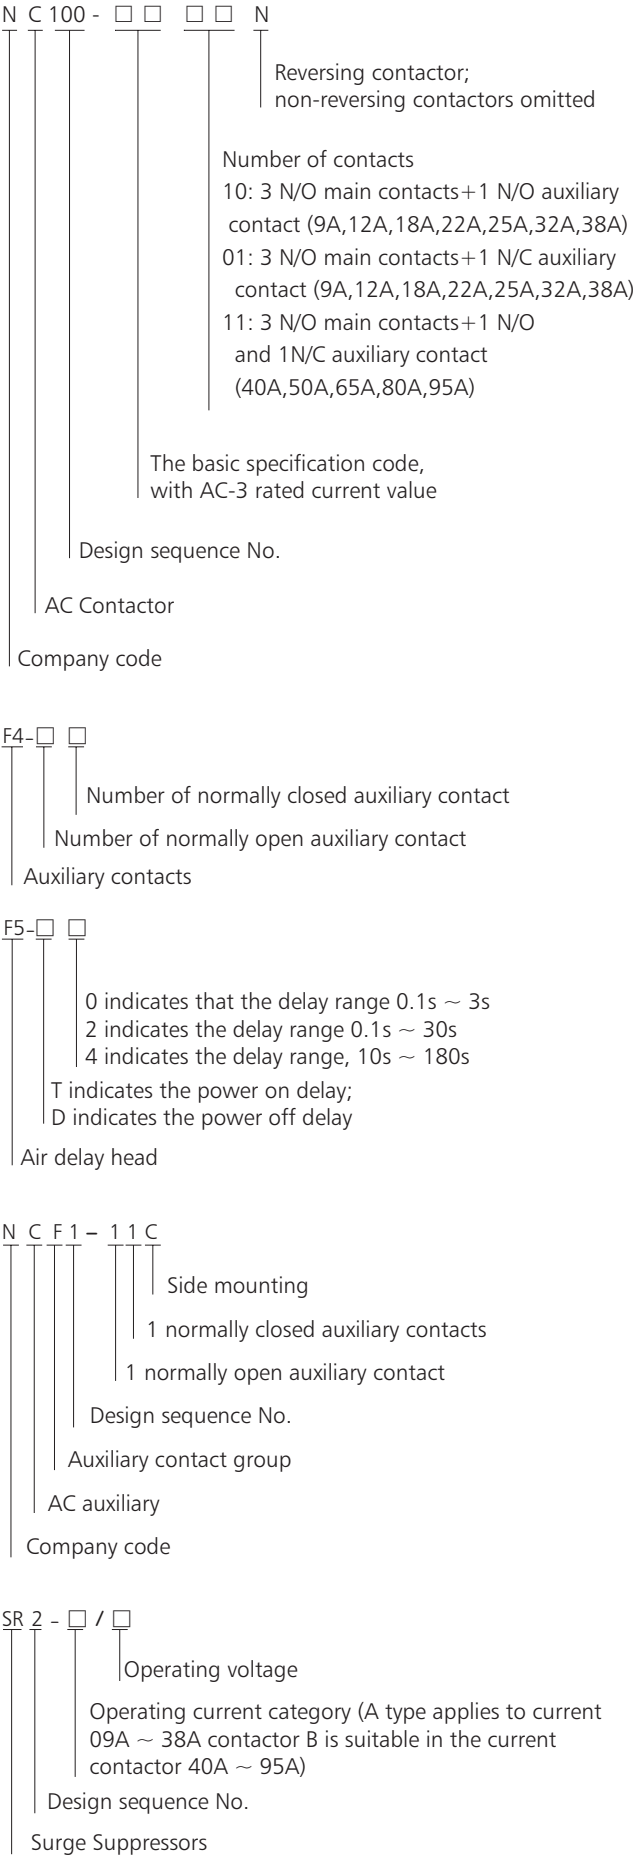 N C 100 - □ □ □ □ N
Reversing contactor;
non-reversing contactors omitted
Number of contacts
10: 3 N/O main contacts+1 N/O auxiliary
contact (9A,12A,18A,22A,25A,32A,38A)
01: 3 N/O main contacts+1 N/C auxiliary
contact (9A,12A,18A,22A,25A,32A,38A)
11: 3 N/O main contacts+1 N/O
and 1N/C auxiliary contact
(40A,50A,65A,80A,95A)
The basic specification code,
with AC-3 rated current value
Design sequence No.
AC Contactor
Company code
F4-□ □
Number of normally closed auxiliary contact
Number of normally open auxiliary contact
Auxiliary contacts
F5-□ □
0 indicates that the delay range 0.1s ~ 3s
2 indicates the delay range 0.1s ~ 30s
4 indicates the delay range, 10s ~ 180s
T indicates the power on delay;
D indicates the power off delay
Air delay head
N C F 1 – 1 1 C
Side mounting
1 normally closed auxiliary contacts
1 normally open auxiliary contact
Design sequence No.
Auxiliary contact group
AC auxiliary
Company code
SR 2 - □ / □
Operating voltage
Operating current category (A type applies to current
09A ~ 38A contactor B is suitable in the current
contactor 40A ~ 95A)
Design sequence No.
Surge Suppressors